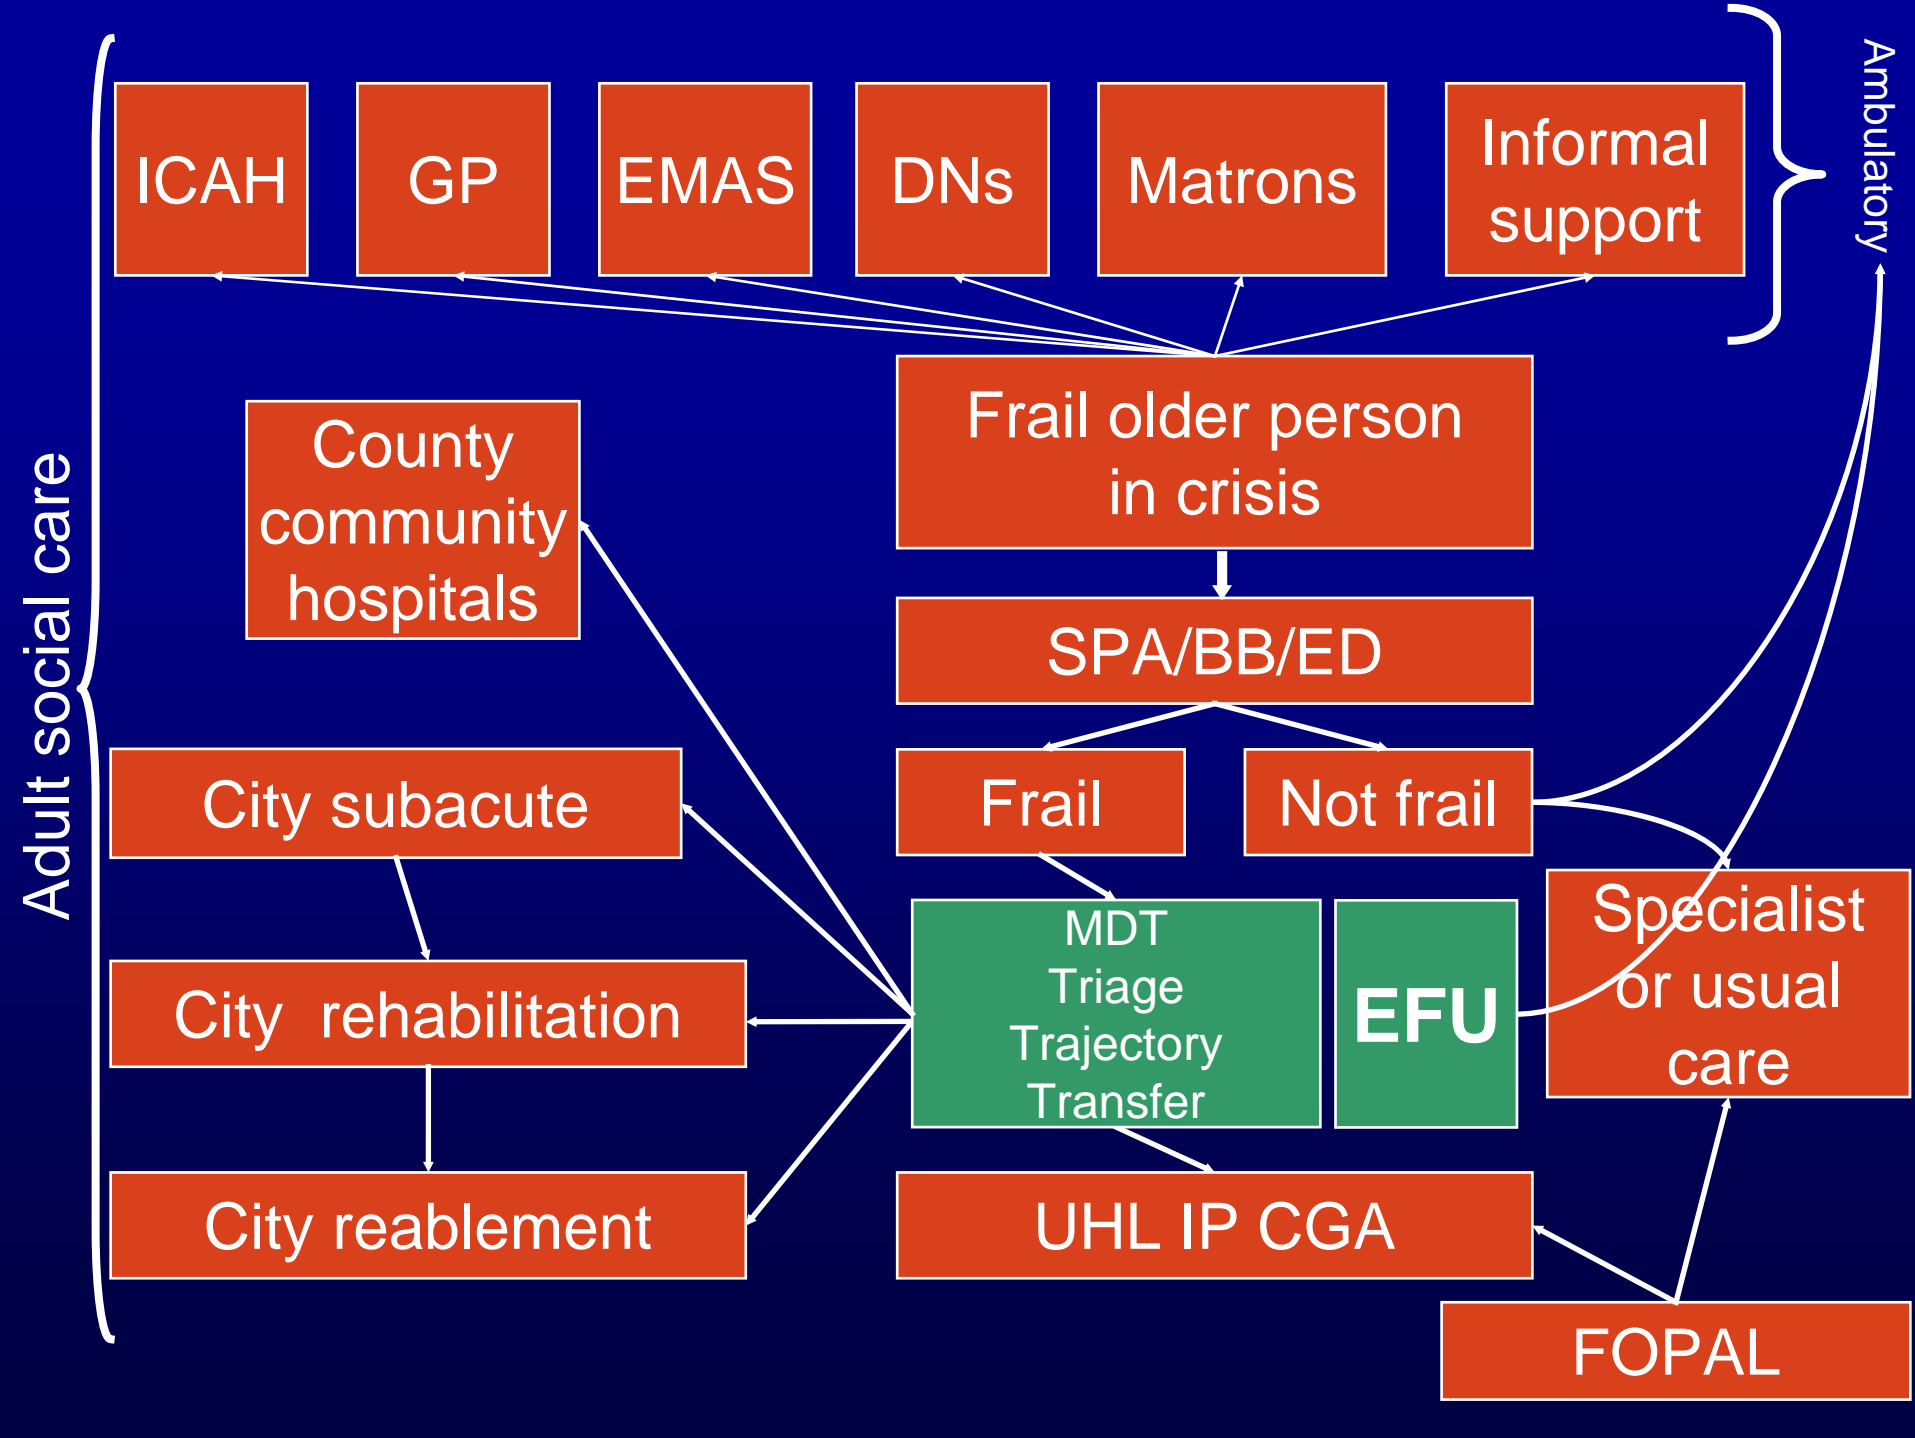 Ambulatory
ICAH
GP
EMAS
DNs
Matrons
Informal
support
Frail older person
in crisis
County
community
hospitals
Adult social care
SPA/BB/ED
City subacute
Frail
Not frail
MDT
Triage
Trajectory
Transfer
EFU
Specialist
or usual
care
City rehabilitation
City reablement
UHL IP CGA
FOPAL